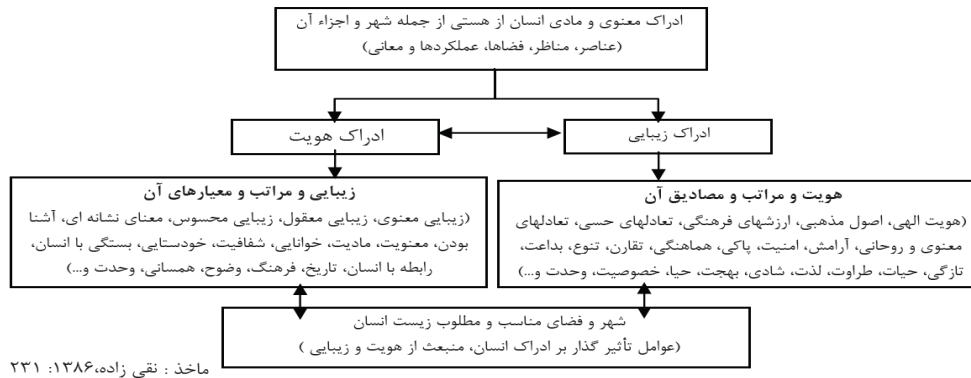 ادراک معنوی و مادی انسان از هستی از جمله شهر و اجزاء آن
(عناصر، مناظر، فضاها، عملکردها و معانی)
ادراک زیبایی
ادراک هویت
هویت و مراتب و مصادیق آن
(هویت الهی، اصول مذهبی، ارزشهای فرهنگی، تعادلهای حسی، تعادلهای
معنوی و روحانی، آرامش، امنیت، پاکی، هماهنگی، تقارن، تنوع، بداعت،
تازگی، حیات، طراوت، لذت، شادی، بهجت، حیا، خصوصیت، وحدت و...)
زیبایی و مراتب و معیارهای آن
(زیبایی معنوی، زیبایی معقول، زیبایی محسوس، معنای نشانه ای، آشنا
بودن، معنویت، مادیت، خوانایی، شفافیت، خودستایی، بستگی با انسان،
رابطه با انسان، تاریخ، فرهنگ، وضوح، همسانی، وحدت و...)
شهر و فضای مناسب و مطلوب زیست انسان
(عوامل تأثیر گذار بر ادراک انسان، منبعث از هویت و زیبایی )
ماخذ : نقی زاده،۱۳۸۶: ۲۳۱